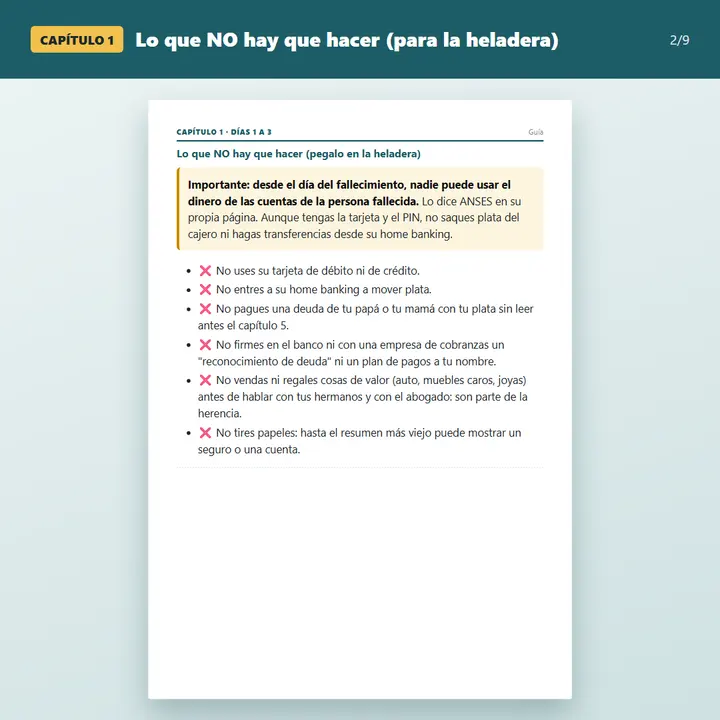 CAPÍTULO 1 Lo que NO hay que hacer (para la heladera) 2/9
CAPÍTULO 1 · DÍAS 1 A 3 Guía
Lo que NO hay que hacer (pegalo en la heladera)
Importante: desde el día del fallecimiento, nadie puede usar el
dinero de las cuentas de la persona fallecida. Lo dice ANSES en su
propia página. Aunque tengas la tarjeta y el PIN, no saques plata del
cajero ni hagas transferencias desde su home banking.
• ❌ No uses su tarjeta de débito ni de crédito.
• ❌ No entres a su home banking a mover plata.
• ❌ No pagues una deuda de tu papá o tu mamá con tu plata sin leer
antes el capítulo 5.
• ❌ No firmes en el banco ni con una empresa de cobranzas un
"reconocimiento de deuda" ni un plan de pagos a tu nombre.
• ❌ No vendas ni regales cosas de valor (auto, muebles caros, joyas)
antes de hablar con tus hermanos y con el abogado: son parte de la
herencia.
• ❌ No tires papeles: hasta el resumen más viejo puede mostrar un
seguro o una cuenta.